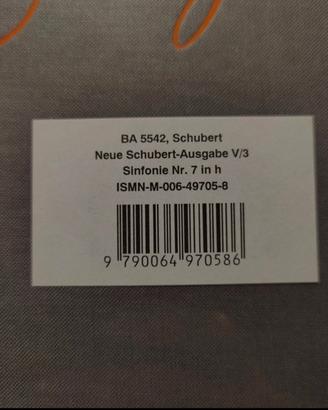 BA 5542, Schubert
Neue Schubert-Ausgabe V/3
Sinfonie Nr. 7 in h
ISMN-M-006-49705-8
9 790064 970586